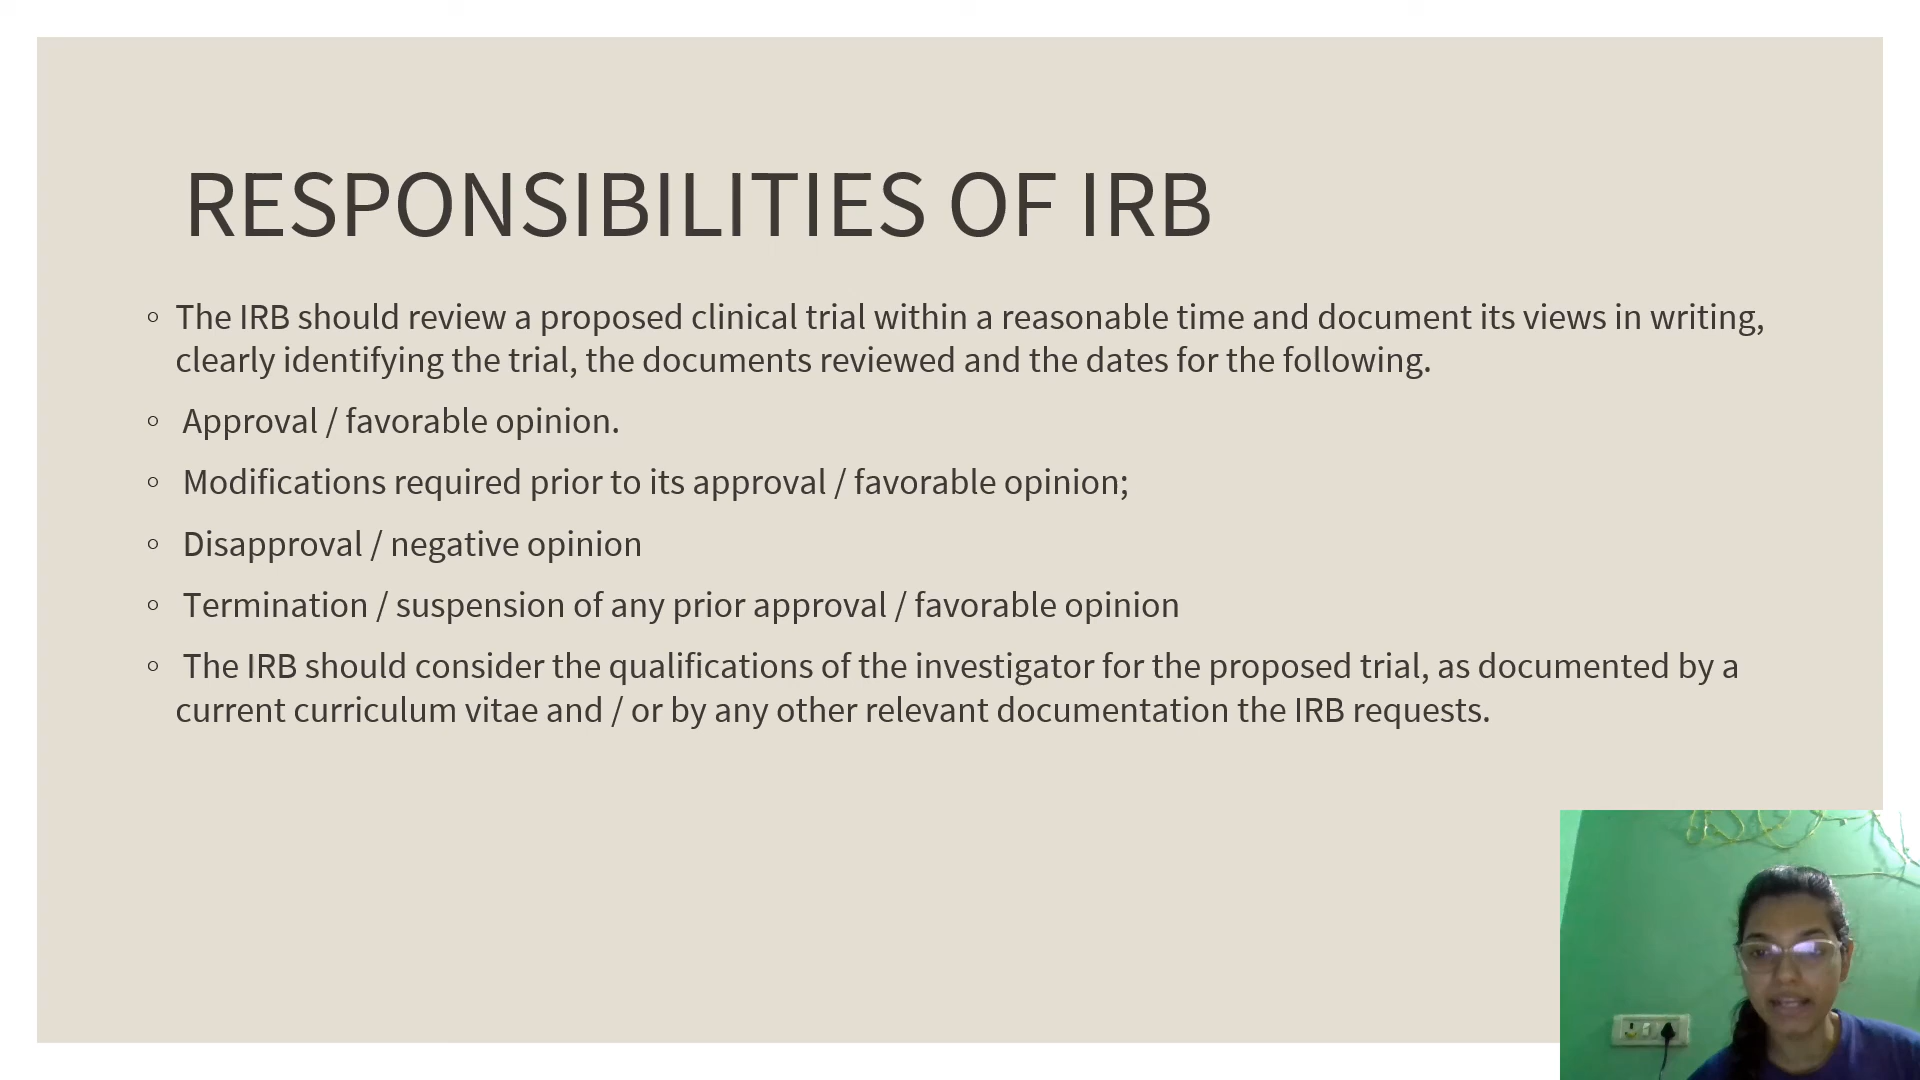 RESPONSIBILITIES OF IRB
◦ The IRB should review a proposed clinical trial within a reasonable time and document its views in writing,
clearly identifying the trial, the documents reviewed and the dates for the following.
◦ Approval / favorable opinion.
◦ Modifications required prior to its approval / favorable opinion;
◦ Disapproval / negative opinion
◦ Termination / suspension of any prior approval / favorable opinion
◦ The IRB should consider the qualifications of the investigator for the proposed trial, as documented by a
current curriculum vitae and / or by any other relevant documentation the IRB requests.